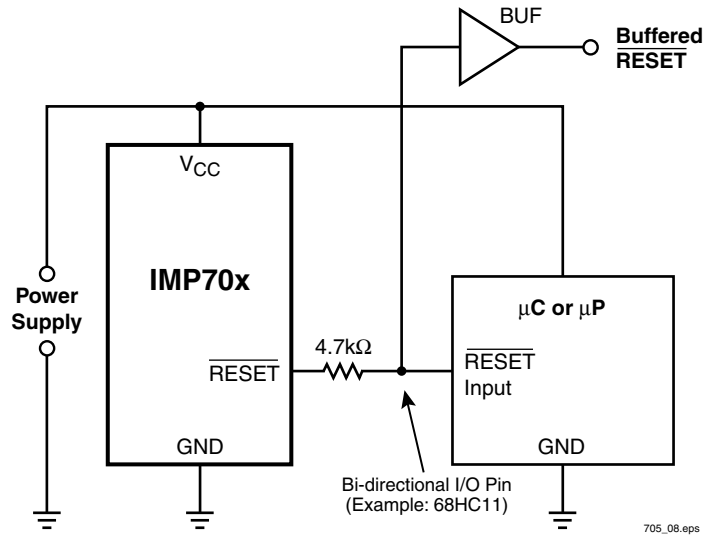 BUF
Buffered
RESET
VCC
IMP70x
Power
Supply
μC or μP
4.7kΩ
RESET
RESET
Input
GND
GND
Bi-directional I/O Pin
(Example: 68HC11)
705_08.eps